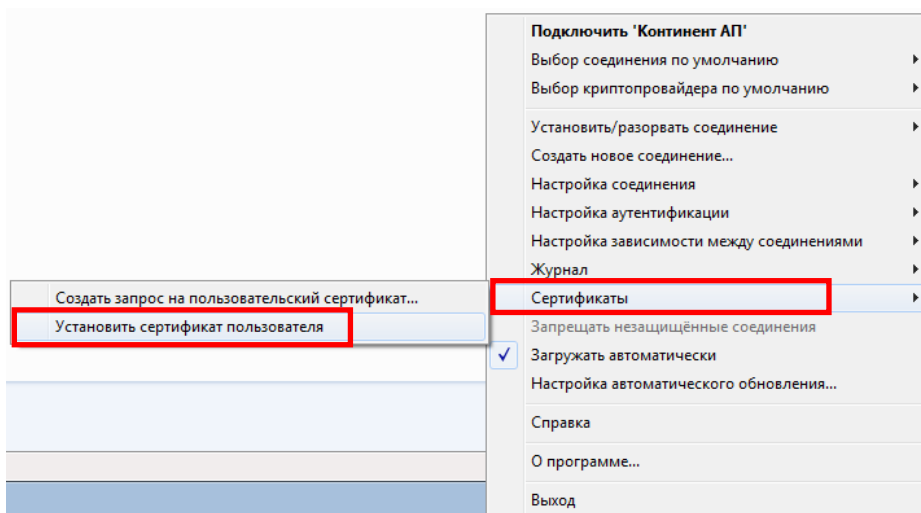 Подключить 'Континент АП'
Выбор соединения по умолчанию
Выбор криптопровайдера по умолчанию
Установить/разорвать соединение
Создать новое соединение...
Настройка соединения
Настройка аутентификации
Настройка зависимости между соединениями
Журнал
Сертификаты
Создать запрос на пользовательский сертификат...
Установить сертификат пользователя
Запрещать незащищённые соединения
Загружать автоматически
Настройка автоматического обновления...
Справка
О программе...
Выход